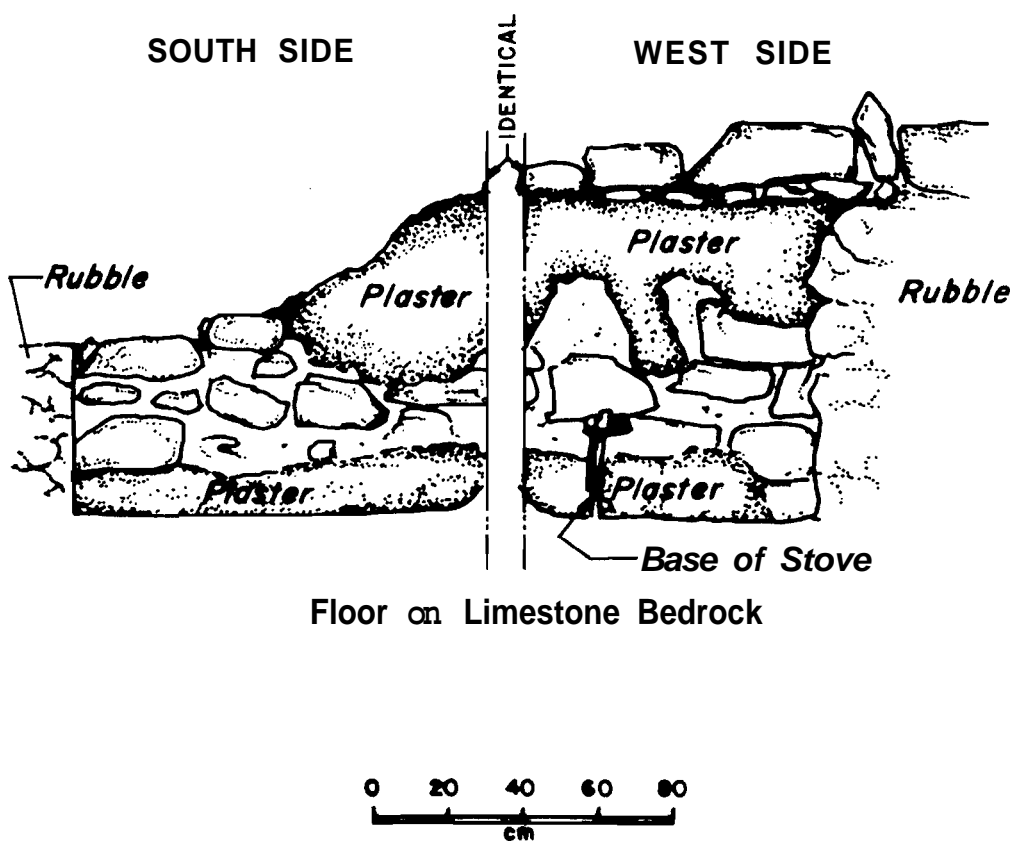 SOUTH SIDE
IDENTICAL
WEST SIDE
Rubble
Plaster
Plaster
Rubble
Plaster
Plaster
Base of Stove
Floor on Limestone Bedrock
0 20 40 60 80
cm